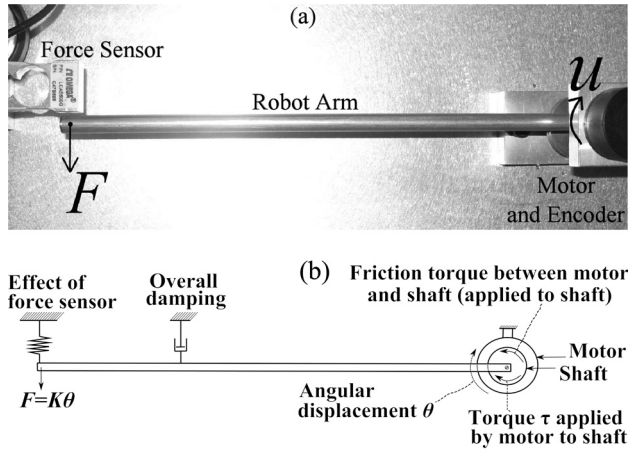 (a)
Force Sensor
OMEGA
Robot Arm
u
F
Motor
and Encoder
(b)
Effect of
force sensor
Overall
damping
Friction torque between motor
and shaft (applied to shaft)
Motor
Shaft
F=Kθ
Angular
displacement θ
Torque τ applied
by motor to shaft